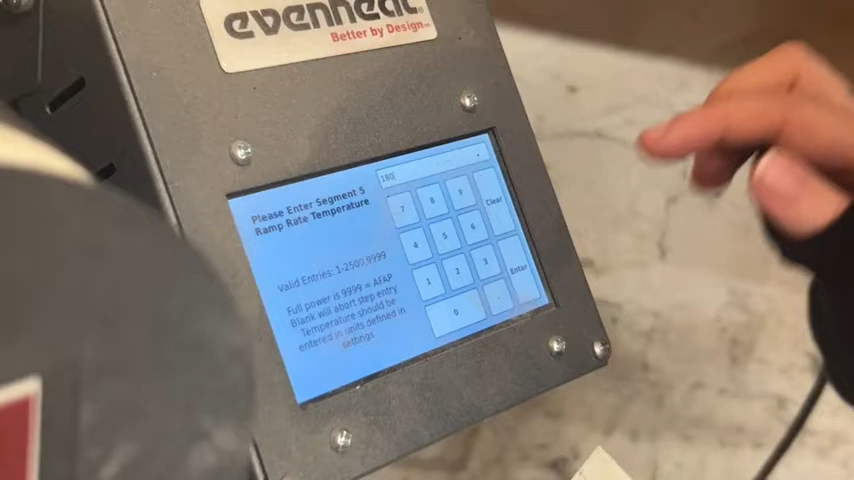 evenheat
Better by Design
180
Please Enter Segment 5
Ramp Rate Temperature
7
8
9
Clear
4
5
6
Valid Entries: 1-2500,9999
1
2
3
Enter
Full power is 9999 = AFAP
Blank will abort step entry
Temperature should be
entered in units defined in
settings.
0
.